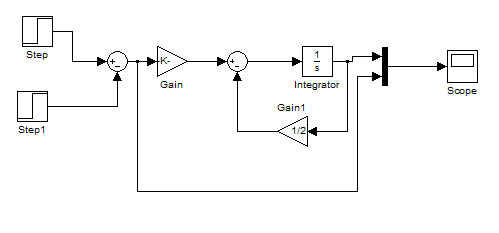 Step
Step1
+
−
-K-
Gain
+
−
1
s
Integrator
Gain1
1/2
Scope